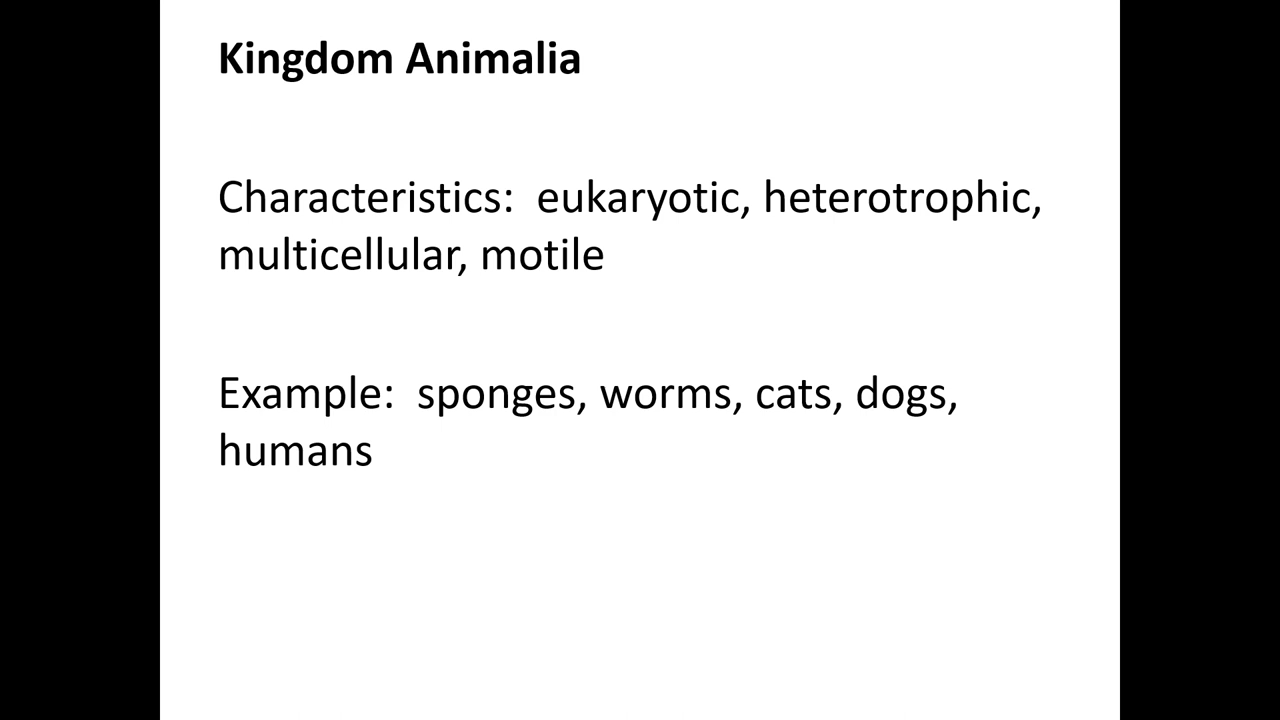 Kingdom Animalia
Characteristics:  eukaryotic, heterotrophic,
multicellular, motile
Example:  sponges, worms, cats, dogs,
humans